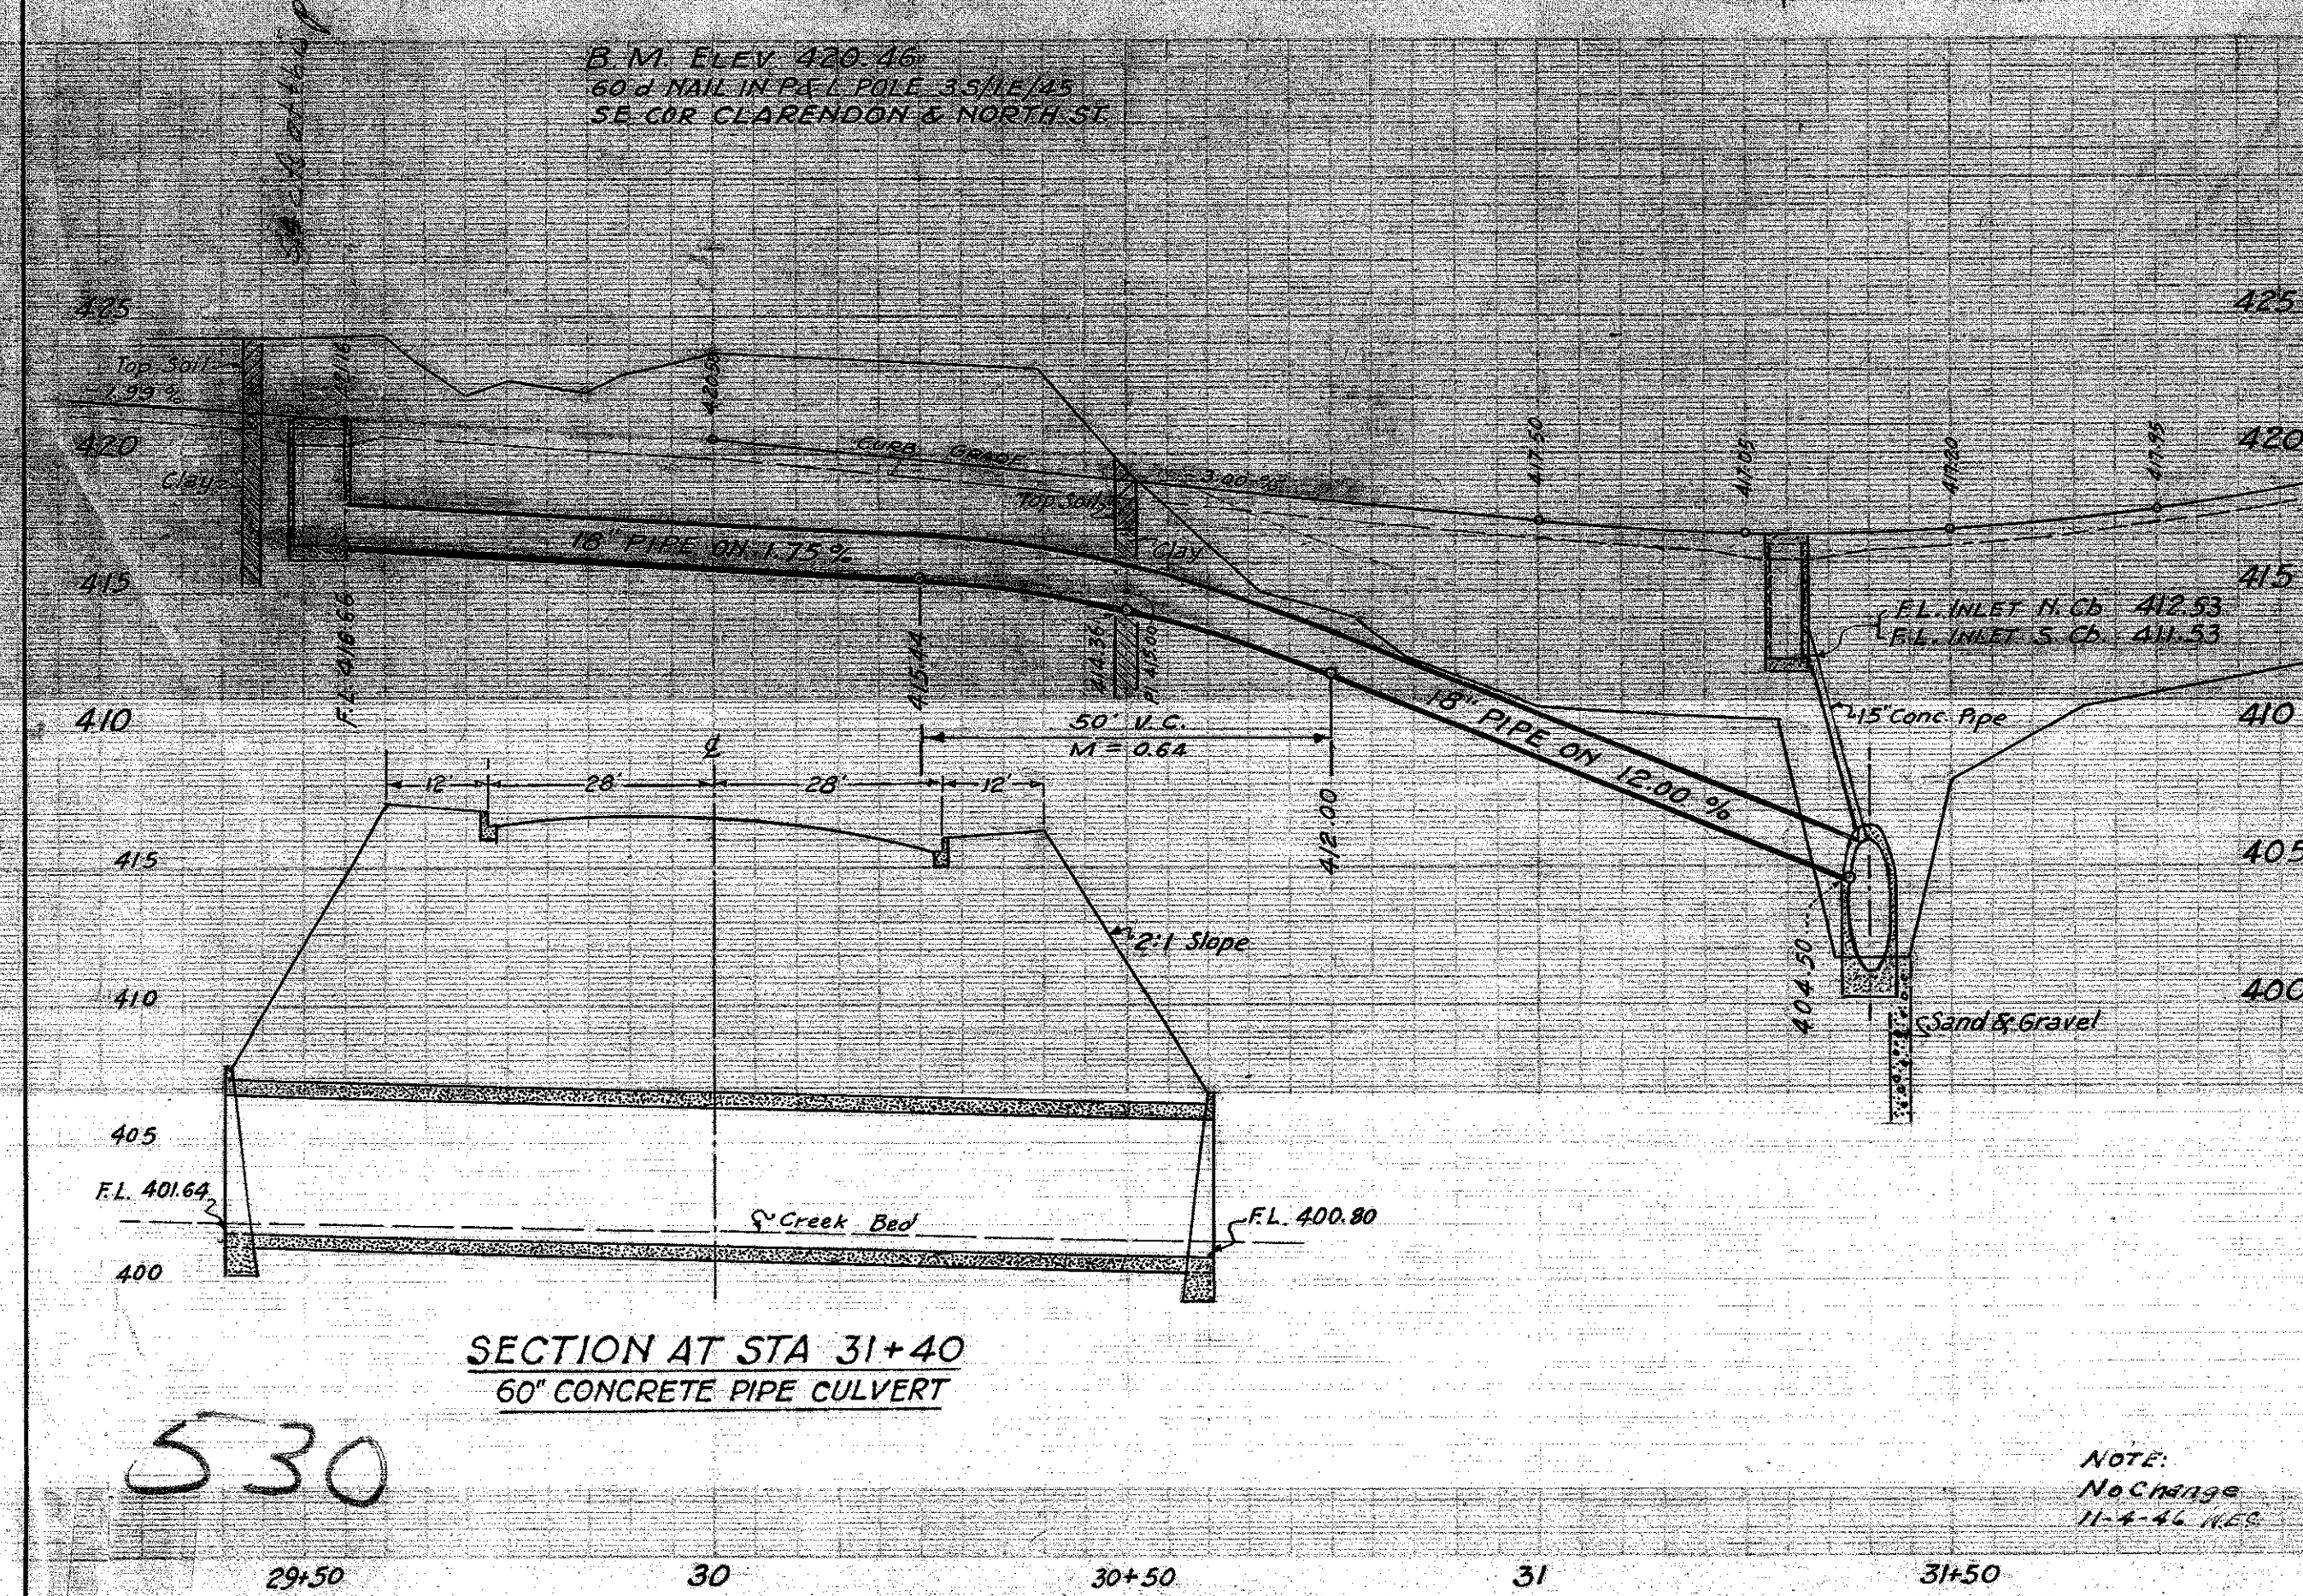 B.M. ELEV 420.46
60 d NAIL IN P&L POLE 3S/1E/45
SE COR CLARENDON & NORTH ST.
425
425
Top Soil
-1.99 %
420
420
Clay
CURB GRADE
3.00 %
Top Soil
Clay
417.50
417.05
417.20
417.95
18" PIPE ON 1.75 %
415
415
F.L. INLET N. Cb 412.53
F.L. INLET S. Cb. 411.53
F.L. 416.66
415.44
414.36
P.I. 415.00
410
410
50' V.C.
M = 0.64
18" PIPE ON 12.00 %
15" Conc. Pipe
℄
12'
28'
28'
12'
412.00
415
405
2:1 Slope
404.50
410
400
Sand & Gravel
405
F.L. 401.64
Creek Bed
F.L. 400.80
400
SECTION AT STA 31+40
60" CONCRETE PIPE CULVERT
530
NOTE:
No Change
11-4-46
29+50
30
30+50
31
31+50